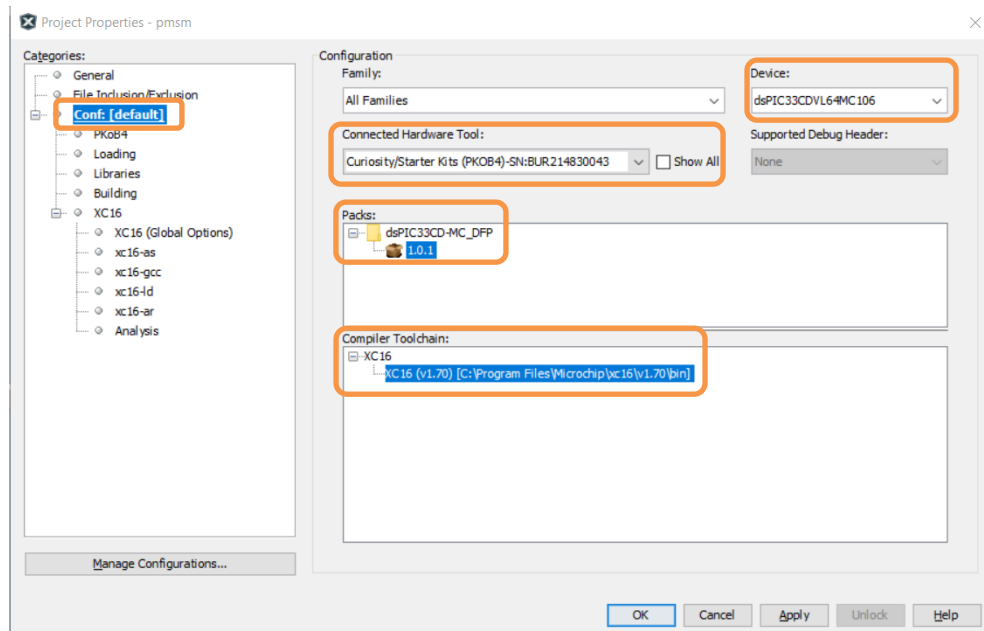 Project Properties - pmsm
Categories:
General
File Inclusion/Exclusion
Conf: [default]
PKoB4
Loading
Libraries
Building
XC16
XC16 (Global Options)
xc16-as
xc16-gcc
xc16-ld
xc16-ar
Analysis
Manage Configurations...
Configuration
Family:
All Families
Device:
dsPIC33CDVL64MC106
Connected Hardware Tool:
Curiosity/Starter Kits (PKOB4)-SN:BUR214830043
Show All
Supported Debug Header:
None
Packs:
dsPIC33CD-MC_DFP
1.0.1
Compiler Toolchain:
XC16
XC16 (v1.70) [C:\Program Files\Microchip\xc16\v1.70\bin]
OK
Cancel
Apply
Unlock
Help